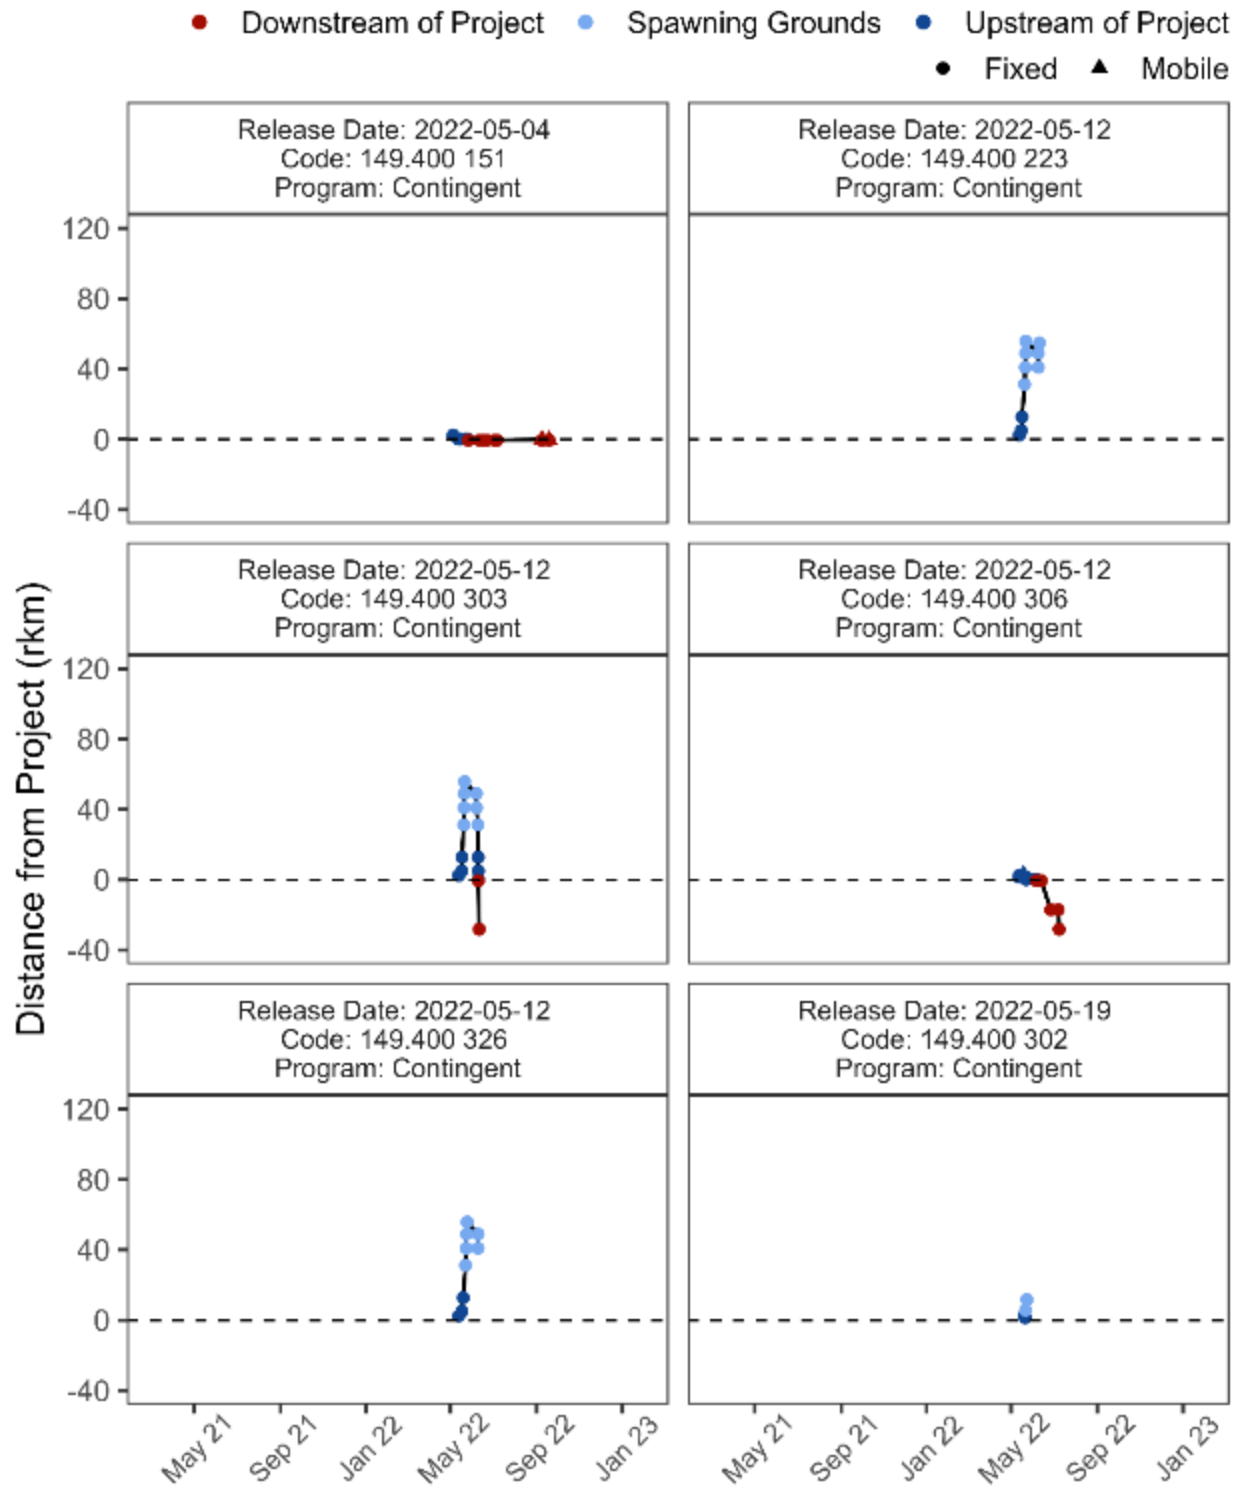 Downstream of Project Spawning Grounds Upstream of Project
Fixed Mobile
Release Date: 2022-05-04
Code: 149.400 151
Program: Contingent
Release Date: 2022-05-12
Code: 149.400 223
Program: Contingent
120
80
40
0
-40
Release Date: 2022-05-12
Code: 149.400 303
Program: Contingent
Release Date: 2022-05-12
Code: 149.400 306
Program: Contingent
120
80
40
0
-40
Distance from Project (rkm)
Release Date: 2022-05-12
Code: 149.400 326
Program: Contingent
Release Date: 2022-05-19
Code: 149.400 302
Program: Contingent
120
80
40
0
-40
May 21 Sep 21 Jan 22 May 22 Sep 22 Jan 23
May 21 Sep 21 Jan 22 May 22 Sep 22 Jan 23